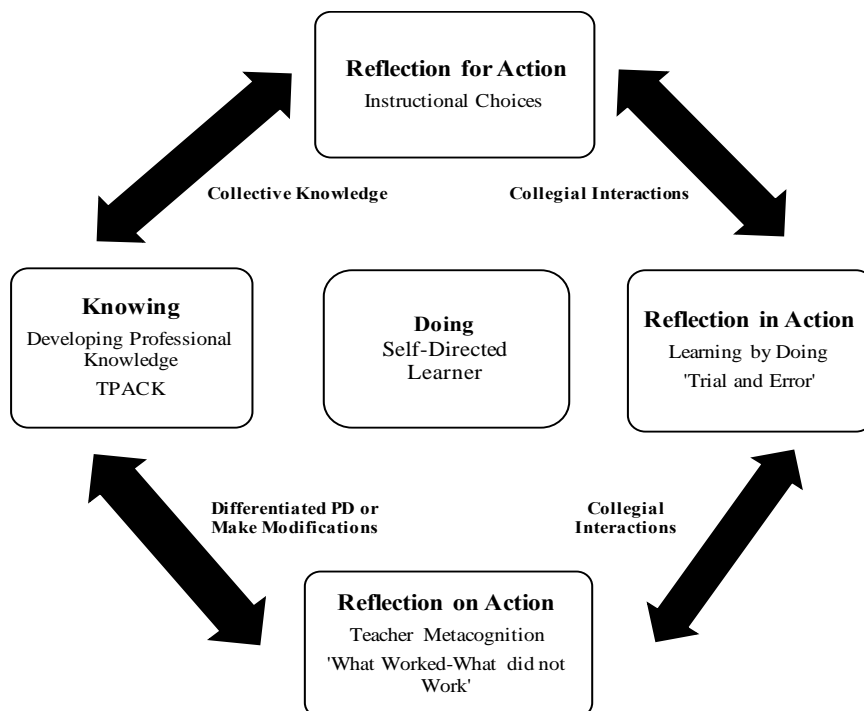 Reflection for Action
Instructional Choices
Collective Knowledge
Collegial Interactions
Knowing
Developing Professional
Knowledge
TPACK
Doing
Self-Directed
Learner
Reflection in Action
Learning by Doing
'Trial and Error'
Differentiated PD or
Make Modifications
Collegial
Interactions
Reflection on Action
Teacher Metacognition
'What Worked-What did not
Work'